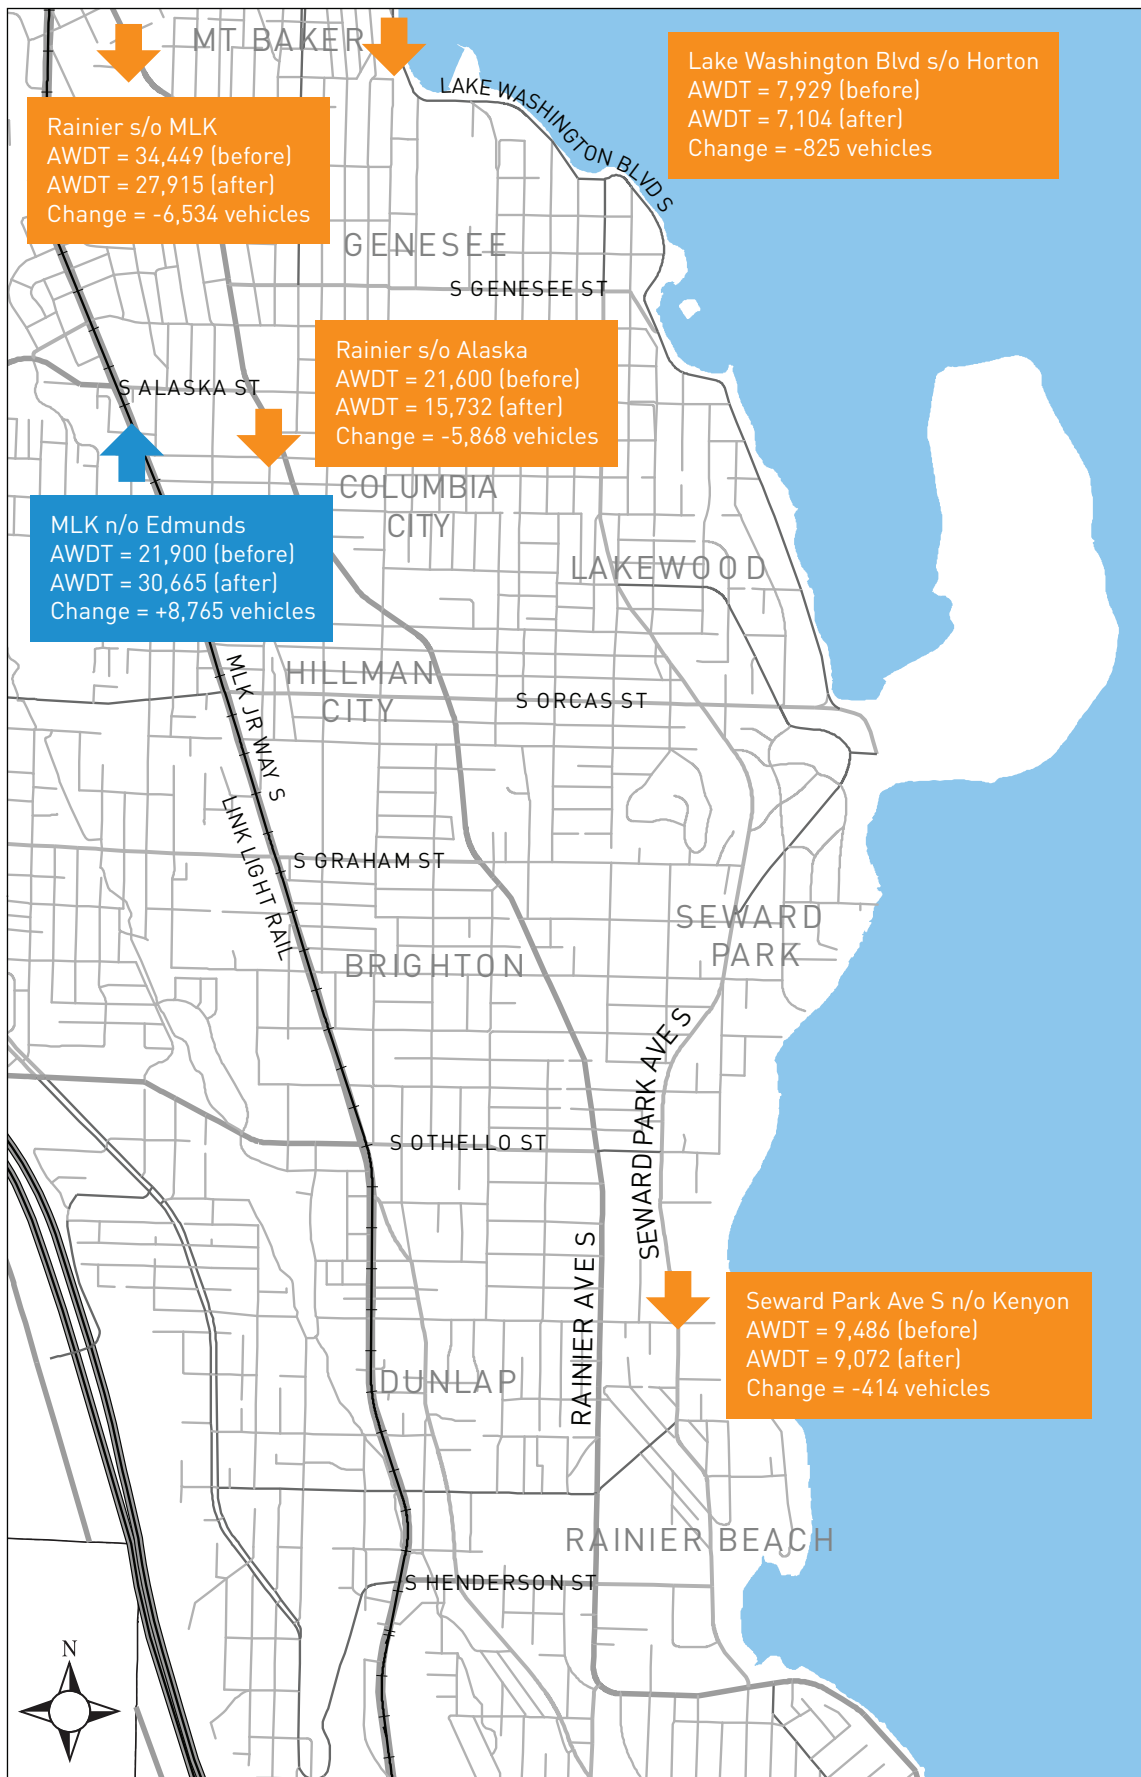 MT BAKER
LAKE WASHINGTON BLVD S
Lake Washington Blvd s/o Horton
AWDT = 7,929 (before)
AWDT = 7,104 (after)
Change = -825 vehicles
Rainier s/o MLK
AWDT = 34,449 (before)
AWDT = 27,915 (after)
Change = -6,534 vehicles
GENESEE
S GENESEE ST
Rainier s/o Alaska
AWDT = 21,600 (before)
AWDT = 15,732 (after)
Change = -5,868 vehicles
S ALASKA ST
COLUMBIA
CITY
MLK n/o Edmunds
AWDT = 21,900 (before)
AWDT = 30,665 (after)
Change = +8,765 vehicles
LAKEWOOD
HILLMAN
CITY
MLK JR WAY S
S ORCAS ST
LINK LIGHT RAIL
S GRAHAM ST
SEWARD
PARK
BRIGHTON
SEWARD PARK AVE S
S OTHELLO ST
RAINIER AVE S
Seward Park Ave S n/o Kenyon
AWDT = 9,486 (before)
AWDT = 9,072 (after)
Change = -414 vehicles
DUNLAP
RAINIER BEACH
S HENDERSON ST
N